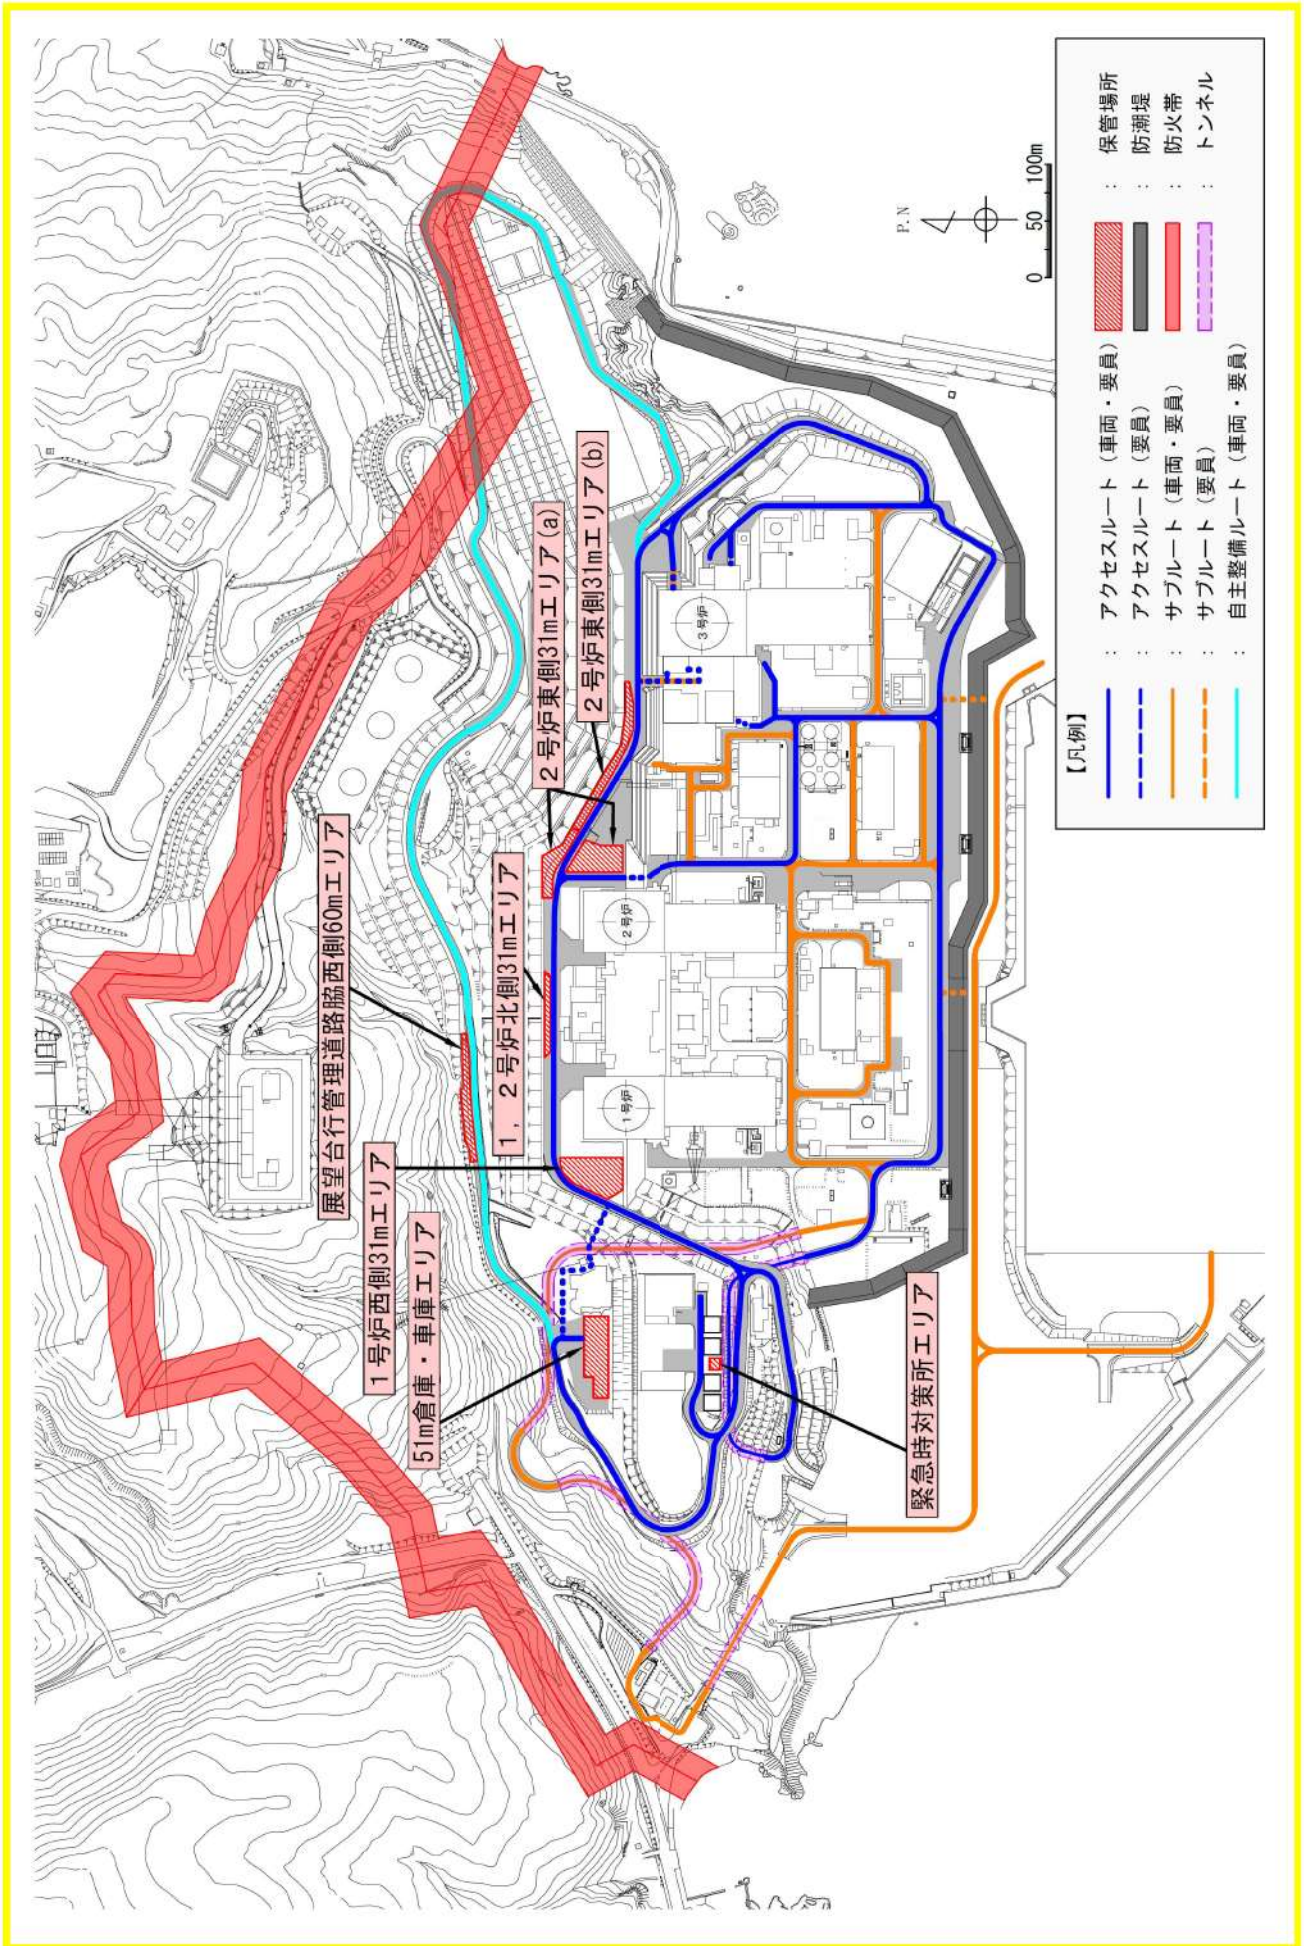 展望台行管理道路脇西側60mエリア
1号炉西側31mエリア
51m倉庫・車庫エリア
1，2号炉北側31mエリア
2号炉東側31mエリア(a)
2号炉東側31mエリア(b)
緊急時対策所エリア
1号炉
2号炉
3号炉
P.N
0 50 100m
【凡例】
： アクセスルート（車両・要員）
： アクセスルート（要員）
： サブルート（車両・要員）
： サブルート（要員）
： 自主整備ルート（車両・要員）
： 保管場所
： 防潮堤
： 防火帯
： トンネル